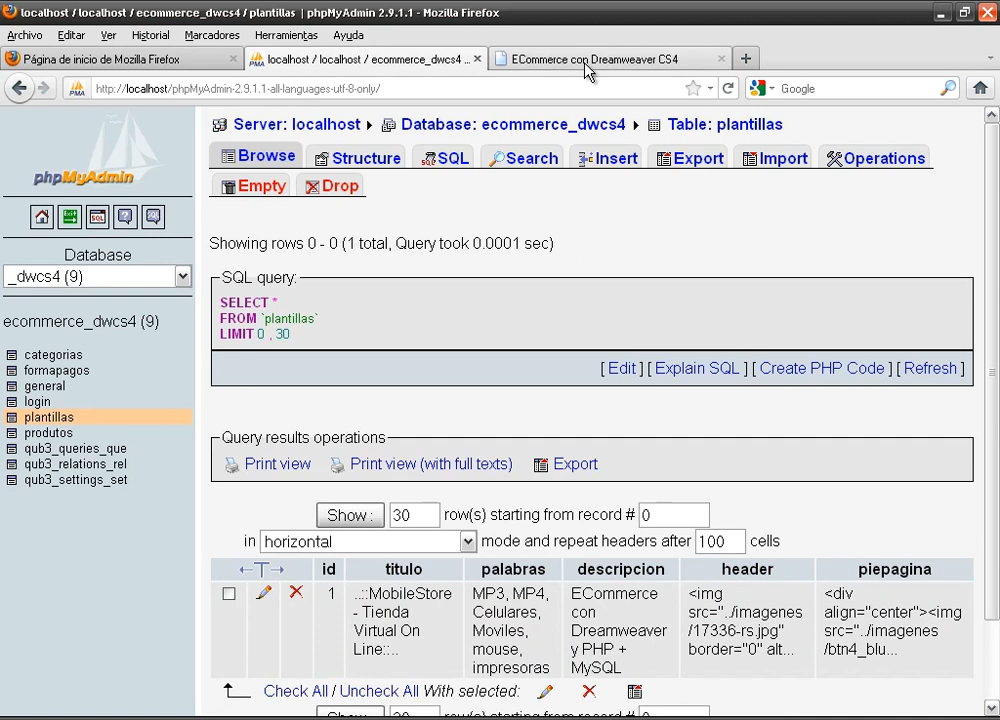 localhost / localhost / ecommerce_dwcs4 / plantillas | phpMyAdmin 2.9.1.1 - Mozilla Firefox
Archivo Editar Ver Historial Marcadores Herramientas Ayuda
Página de inicio de Mozilla Firefox
localhost / localhost / ecommerce_dwcs4 ...
ECommerce con Dreamweaver CS4
http://localhost/phpMyAdmin-2.9.1.1-all-languages-utf-8-only/
Google
phpMyAdmin
Database
_dwcs4 (9)
ecommerce_dwcs4 (9)
categorias
formapagos
general
login
plantillas
produtos
qub3_queries_que
qub3_relations_rel
qub3_settings_set
Server: localhost Database: ecommerce_dwcs4 Table: plantillas
Browse Structure SQL Search Insert Export Import Operations
Empty Drop
Showing rows 0 - 0 (1 total, Query took 0.0001 sec)
SQL query:
SELECT *
FROM `plantillas`
LIMIT 0 , 30
[ Edit ] [ Explain SQL ] [ Create PHP Code ] [ Refresh ]
Query results operations
Print view Print view (with full texts) Export
Show : 30 row(s) starting from record # 0
in horizontal mode and repeat headers after 100 cells
←T→ id titulo palabras descripcion header piepagina
1
..::MobileStore
- Tienda
Virtual On
Line::..
MP3, MP4,
Celulares,
Moviles,
mouse,
impresoras
ECommerce
con
Dreamweaver
y PHP +
MySQL
<img
src="../imagenes
/17336-rs.jpg"
border="0" alt...
<div
align="center"><img
src="../imagenes
/btn4_blu...
Check All / Uncheck All With selected:
Show : 30 row(s) starting from record # 0